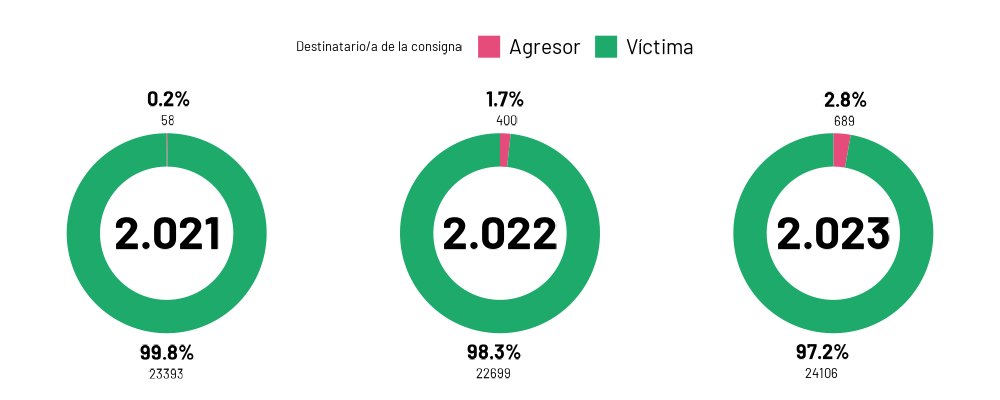 Destinatario/a de la consigna Agresor Víctima
0.2% 1.7% 2.8%
58 400 689
2.021 2.022 2.023
99.8% 98.3% 97.2%
23393 22699 24106